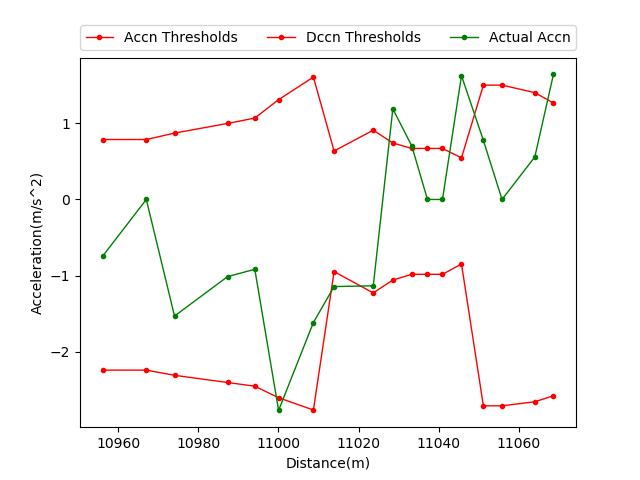 Accn Thresholds Dccn Thresholds Actual Accn
1
0
−1
−2
Acceleration(m/s^2)
10960 10980 11000 11020 11040 11060
Distance(m)